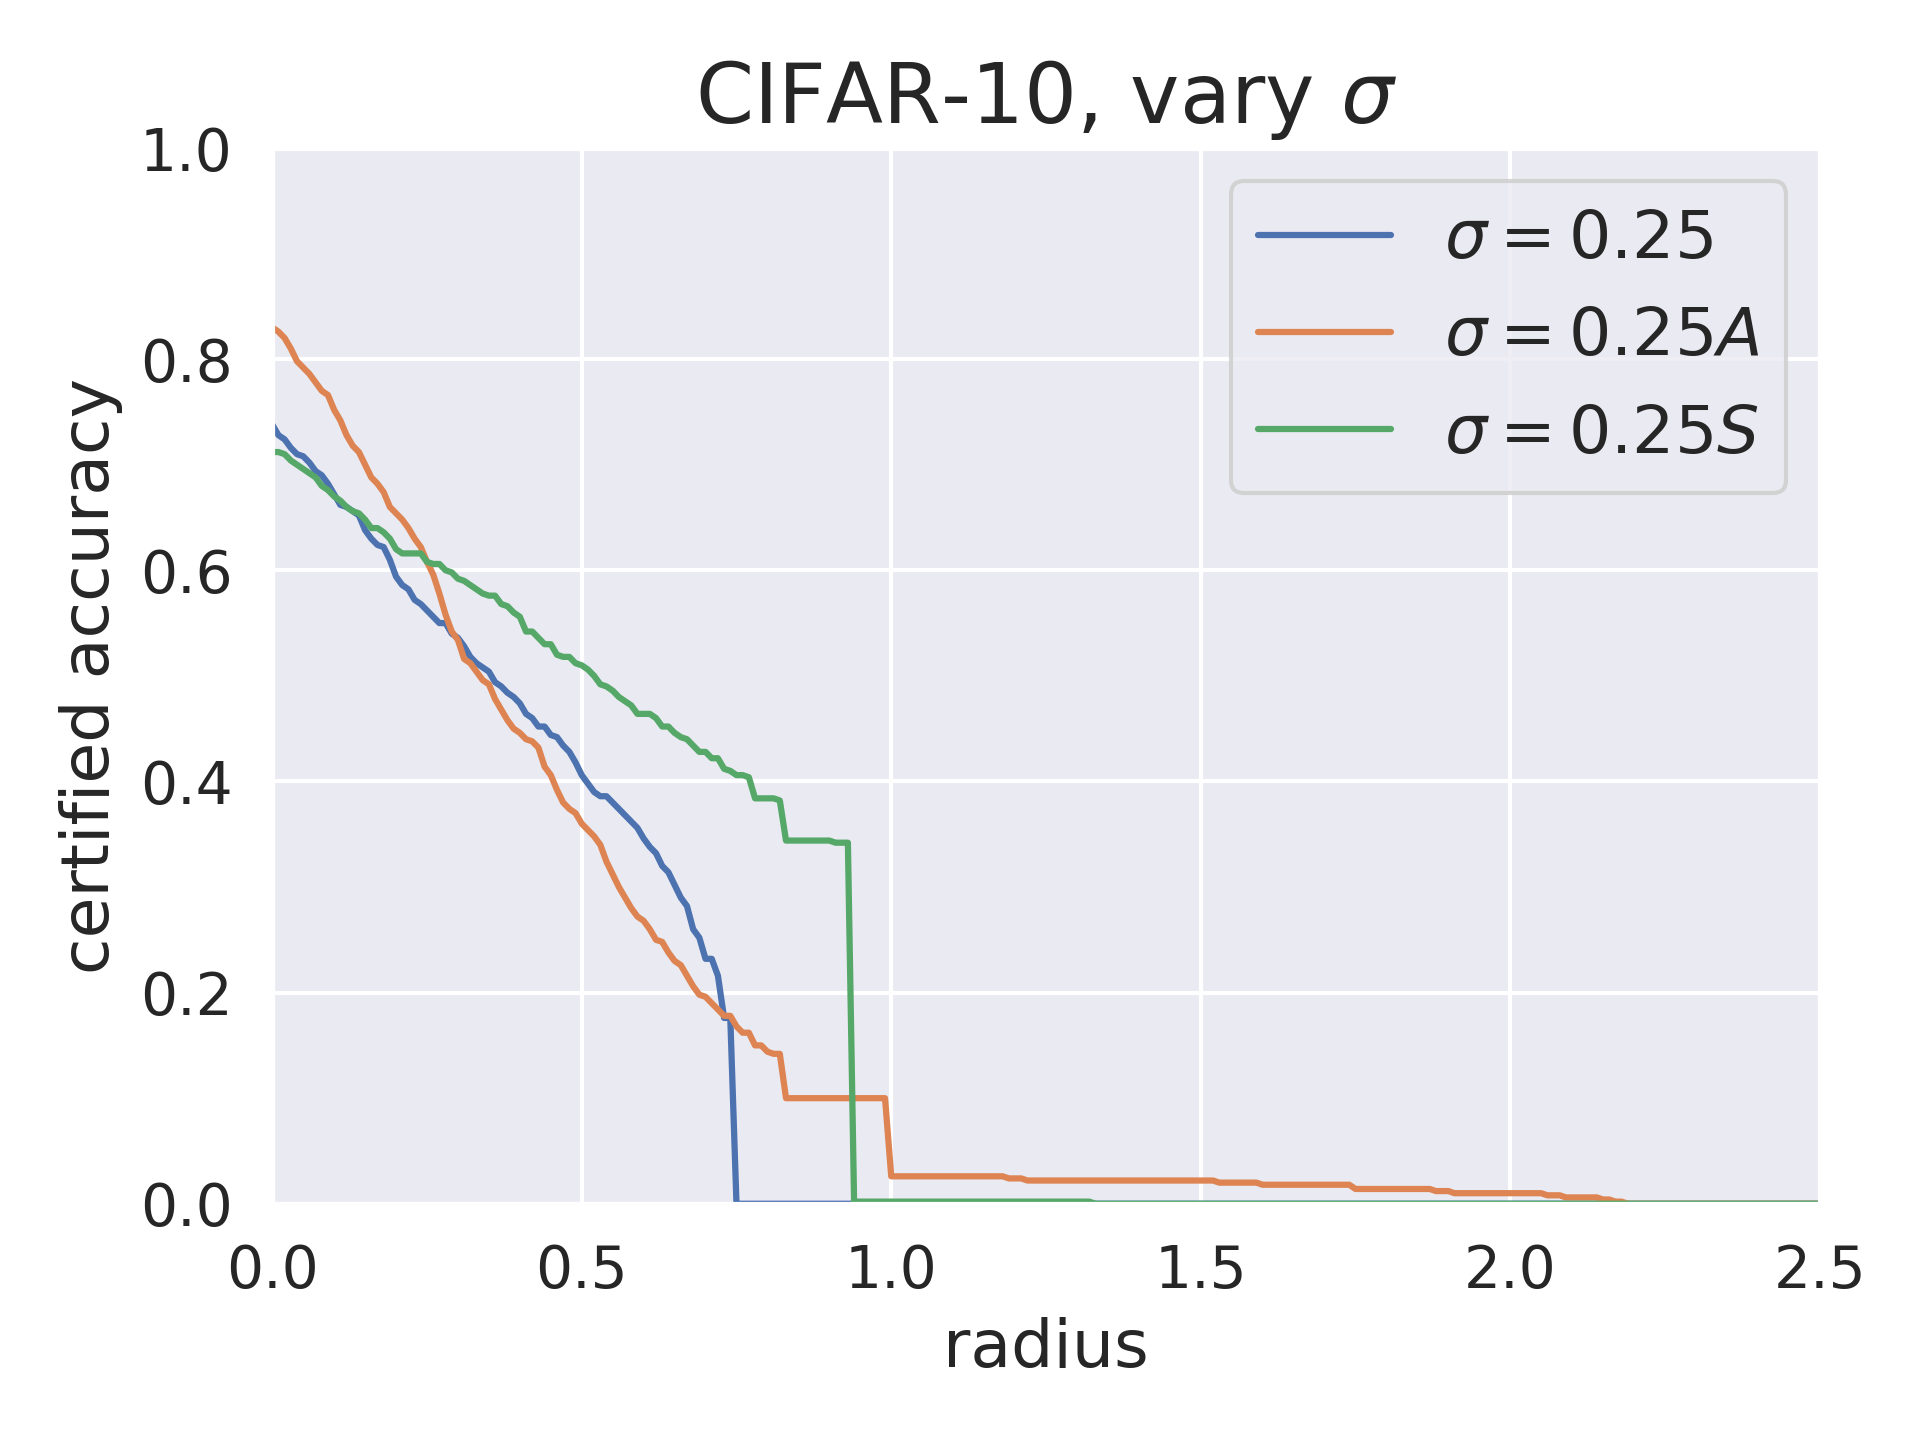 CIFAR-10, vary σ
1.0
0.8
0.6
0.4
0.2
0.0
certified accuracy
σ = 0.25
σ = 0.25A
σ = 0.25S
0.0 0.5 1.0 1.5 2.0 2.5
radius